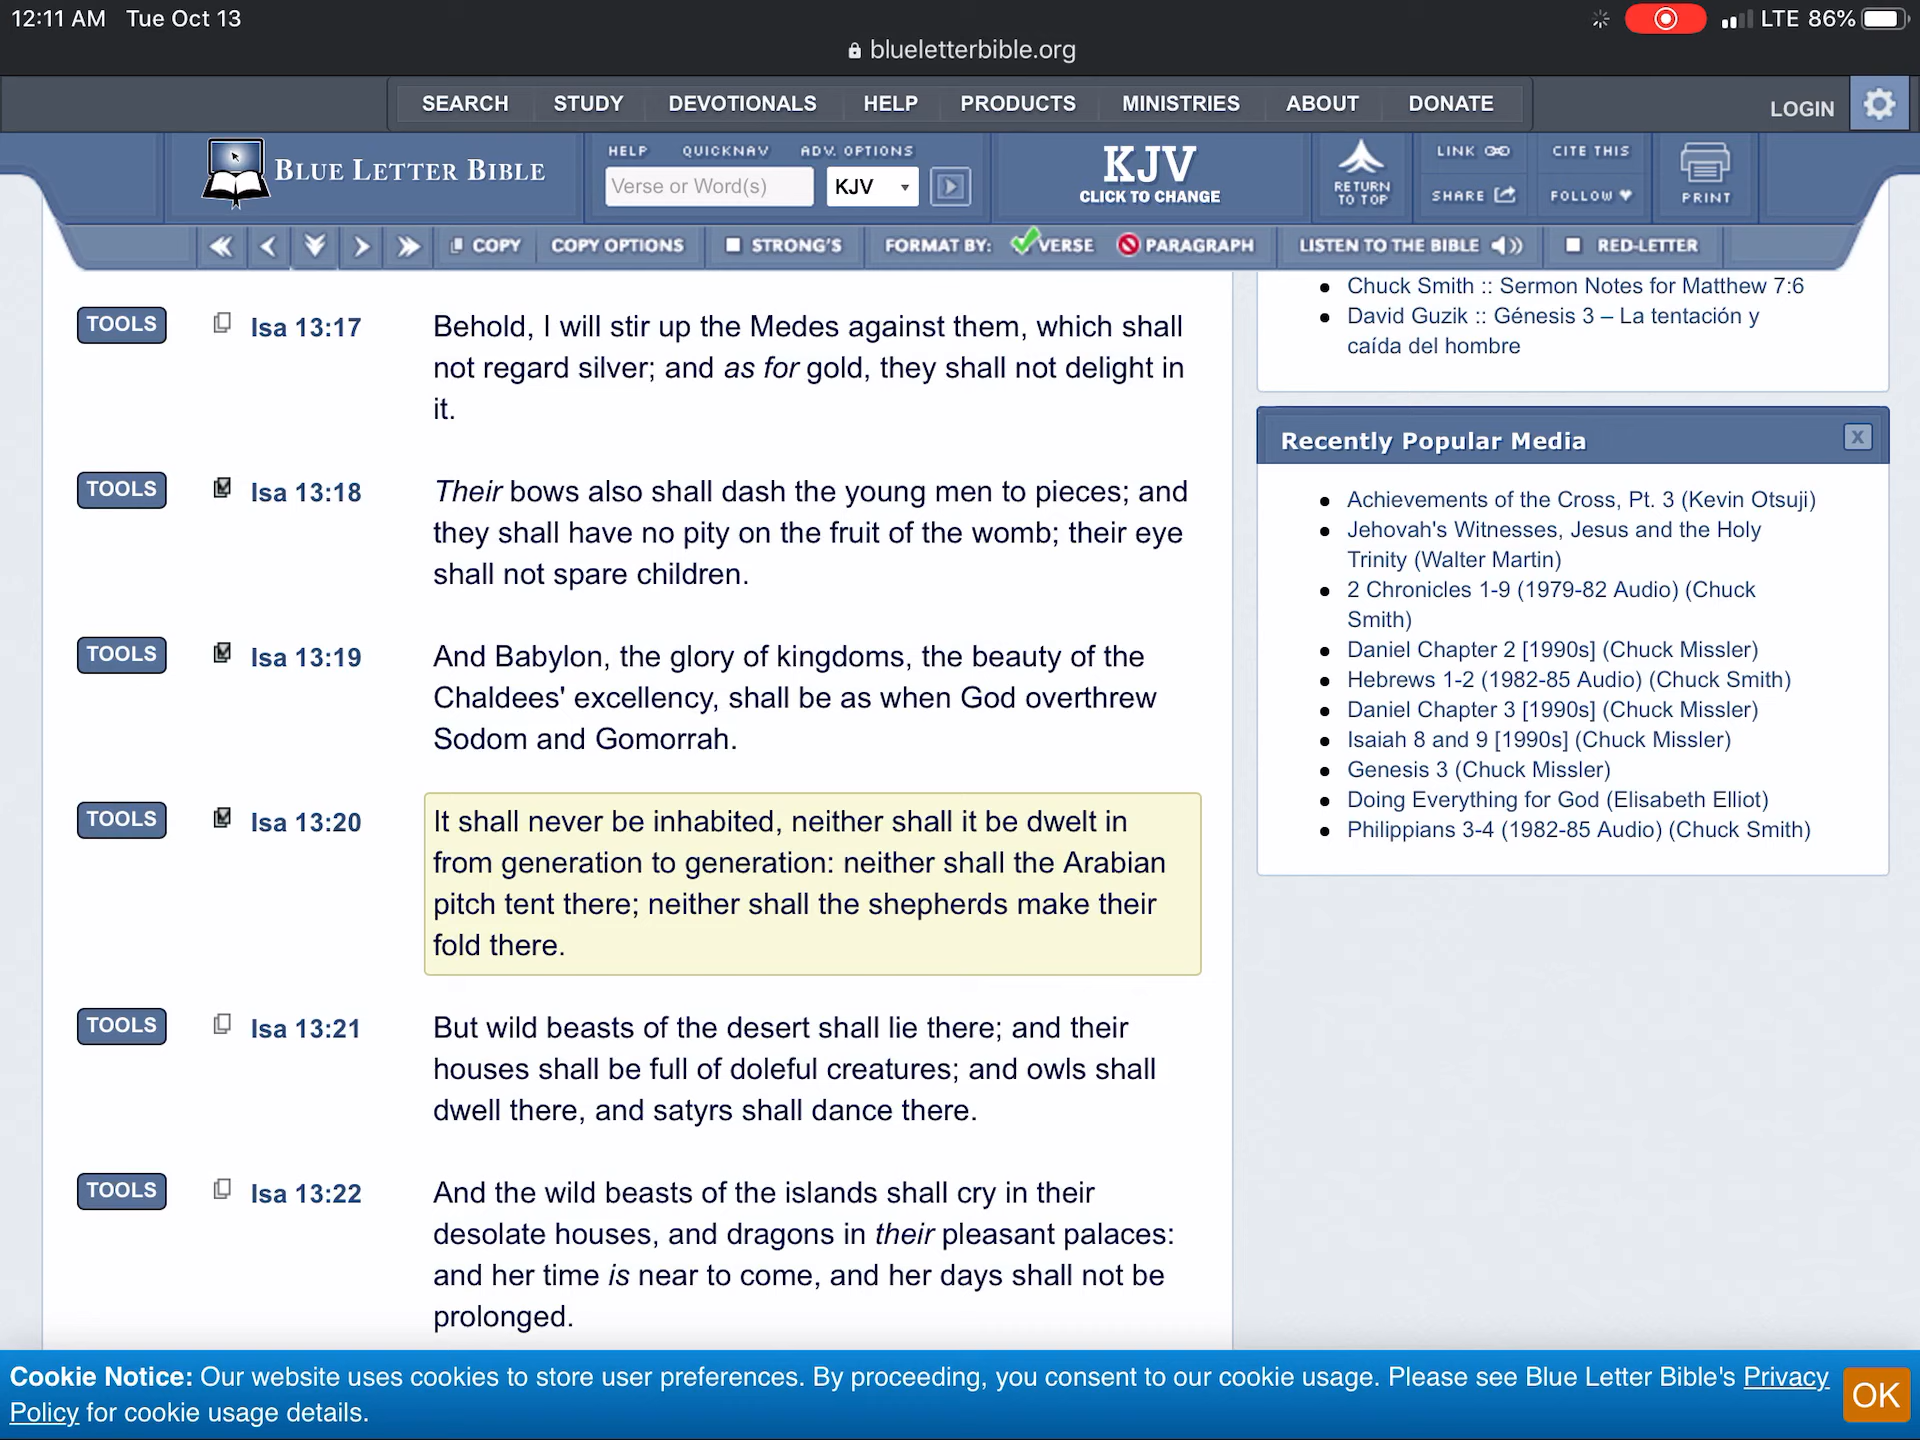 12:11 AM Tue Oct 13
LTE 86%
blueletterbible.org
SEARCH STUDY DEVOTIONALS HELP PRODUCTS MINISTRIES ABOUT DONATE
LOGIN
BLUE LETTER BIBLE
HELP QUICKNAV ADV. OPTIONS
Verse or Word(s)
KJV
KJV
CLICK TO CHANGE
RETURN
TO TOP
LINK
SHARE
CITE THIS
FOLLOW
PRINT
COPY COPY OPTIONS STRONG'S FORMAT BY: VERSE PARAGRAPH LISTEN TO THE BIBLE RED-LETTER
TOOLS Isa 13:17 Behold, I will stir up the Medes against them, which shall
not regard silver; and as for gold, they shall not delight in
it.
TOOLS Isa 13:18 Their bows also shall dash the young men to pieces; and
they shall have no pity on the fruit of the womb; their eye
shall not spare children.
TOOLS Isa 13:19 And Babylon, the glory of kingdoms, the beauty of the
Chaldees' excellency, shall be as when God overthrew
Sodom and Gomorrah.
TOOLS Isa 13:20 It shall never be inhabited, neither shall it be dwelt in
from generation to generation: neither shall the Arabian
pitch tent there; neither shall the shepherds make their
fold there.
TOOLS Isa 13:21 But wild beasts of the desert shall lie there; and their
houses shall be full of doleful creatures; and owls shall
dwell there, and satyrs shall dance there.
TOOLS Isa 13:22 And the wild beasts of the islands shall cry in their
desolate houses, and dragons in their pleasant palaces:
and her time is near to come, and her days shall not be
prolonged.
Chuck Smith :: Sermon Notes for Matthew 7:6
David Guzik :: Génesis 3 – La tentación y
caída del hombre
Recently Popular Media
X
Achievements of the Cross, Pt. 3 (Kevin Otsuji)
Jehovah's Witnesses, Jesus and the Holy
Trinity (Walter Martin)
2 Chronicles 1-9 (1979-82 Audio) (Chuck
Smith)
Daniel Chapter 2 [1990s] (Chuck Missler)
Hebrews 1-2 (1982-85 Audio) (Chuck Smith)
Daniel Chapter 3 [1990s] (Chuck Missler)
Isaiah 8 and 9 [1990s] (Chuck Missler)
Genesis 3 (Chuck Missler)
Doing Everything for God (Elisabeth Elliot)
Philippians 3-4 (1982-85 Audio) (Chuck Smith)
Cookie Notice: Our website uses cookies to store user preferences. By proceeding, you consent to our cookie usage. Please see Blue Letter Bible's Privacy
Policy for cookie usage details.
OK